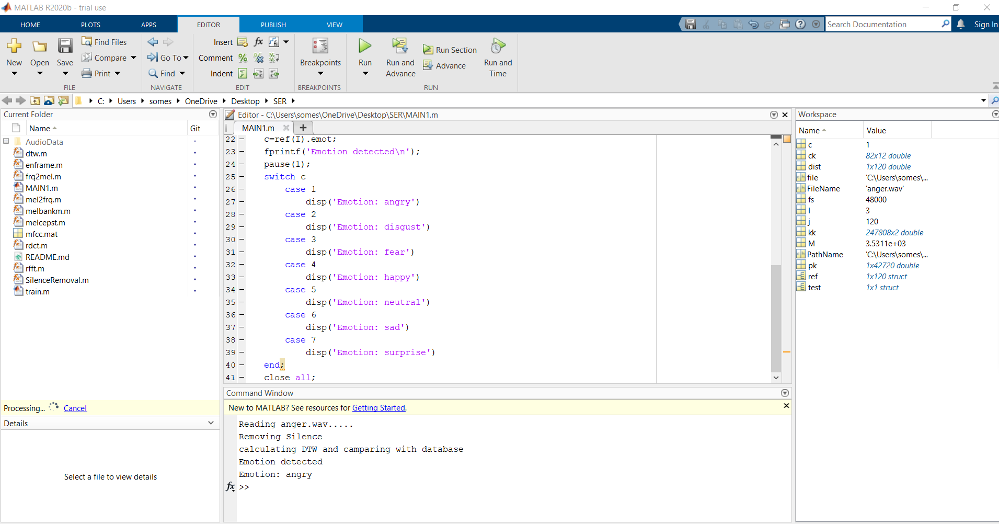 MATLAB R2020b - trial use
HOME PLOTS APPS EDITOR PUBLISH VIEW Search Documentation Sign In
New Open Save Find Files Compare Print
FILE
Go To Find
NAVIGATE
Insert fx fi
Comment
Indent
EDIT
Breakpoints
BREAKPOINTS
Run Run and Advance Run Section Advance Run and Time
RUN
C: Users somes OneDrive Desktop SER
Current Folder
Name Git
AudioData
dtw.m
enframe.m
frq2mel.m
MAIN1.m
mel2frq.m
melbankm.m
melcepst.m
mfcc.mat
rdct.m
README.md
rfft.m
SilenceRemoval.m
train.m
Processing... Cancel
Details
Select a file to view details
Editor - C:\Users\somes\OneDrive\Desktop\SER\MAIN1.m
MAIN1.m +
22 – c=ref(I).emot;
23 – fprintf('Emotion detected\n');
24 – pause(1);
25 – switch c
26 – case 1
27 – disp('Emotion: angry')
28 – case 2
29 – disp('Emotion: disgust')
30 – case 3
31 – disp('Emotion: fear')
32 – case 4
33 – disp('Emotion: happy')
34 – case 5
35 – disp('Emotion: neutral')
36 – case 6
37 – disp('Emotion: sad')
38 – case 7
39 – disp('Emotion: surprise')
40 – end;
41 – close all;
Command Window
New to MATLAB? See resources for Getting Started.
Reading anger.wav.....
Removing Silence
calculating DTW and camparing with database
Emotion detected
Emotion: angry
fx >>
Workspace
Name Value
c 1
ck 82x12 double
dist 1x120 double
file 'C:\Users\somes\...
FileName 'anger.wav'
fs 48000
I 3
j 120
kk 247808x2 double
M 3.5311e+03
PathName 'C:\Users\somes\...
pk 1x42720 double
ref 1x120 struct
test 1x1 struct